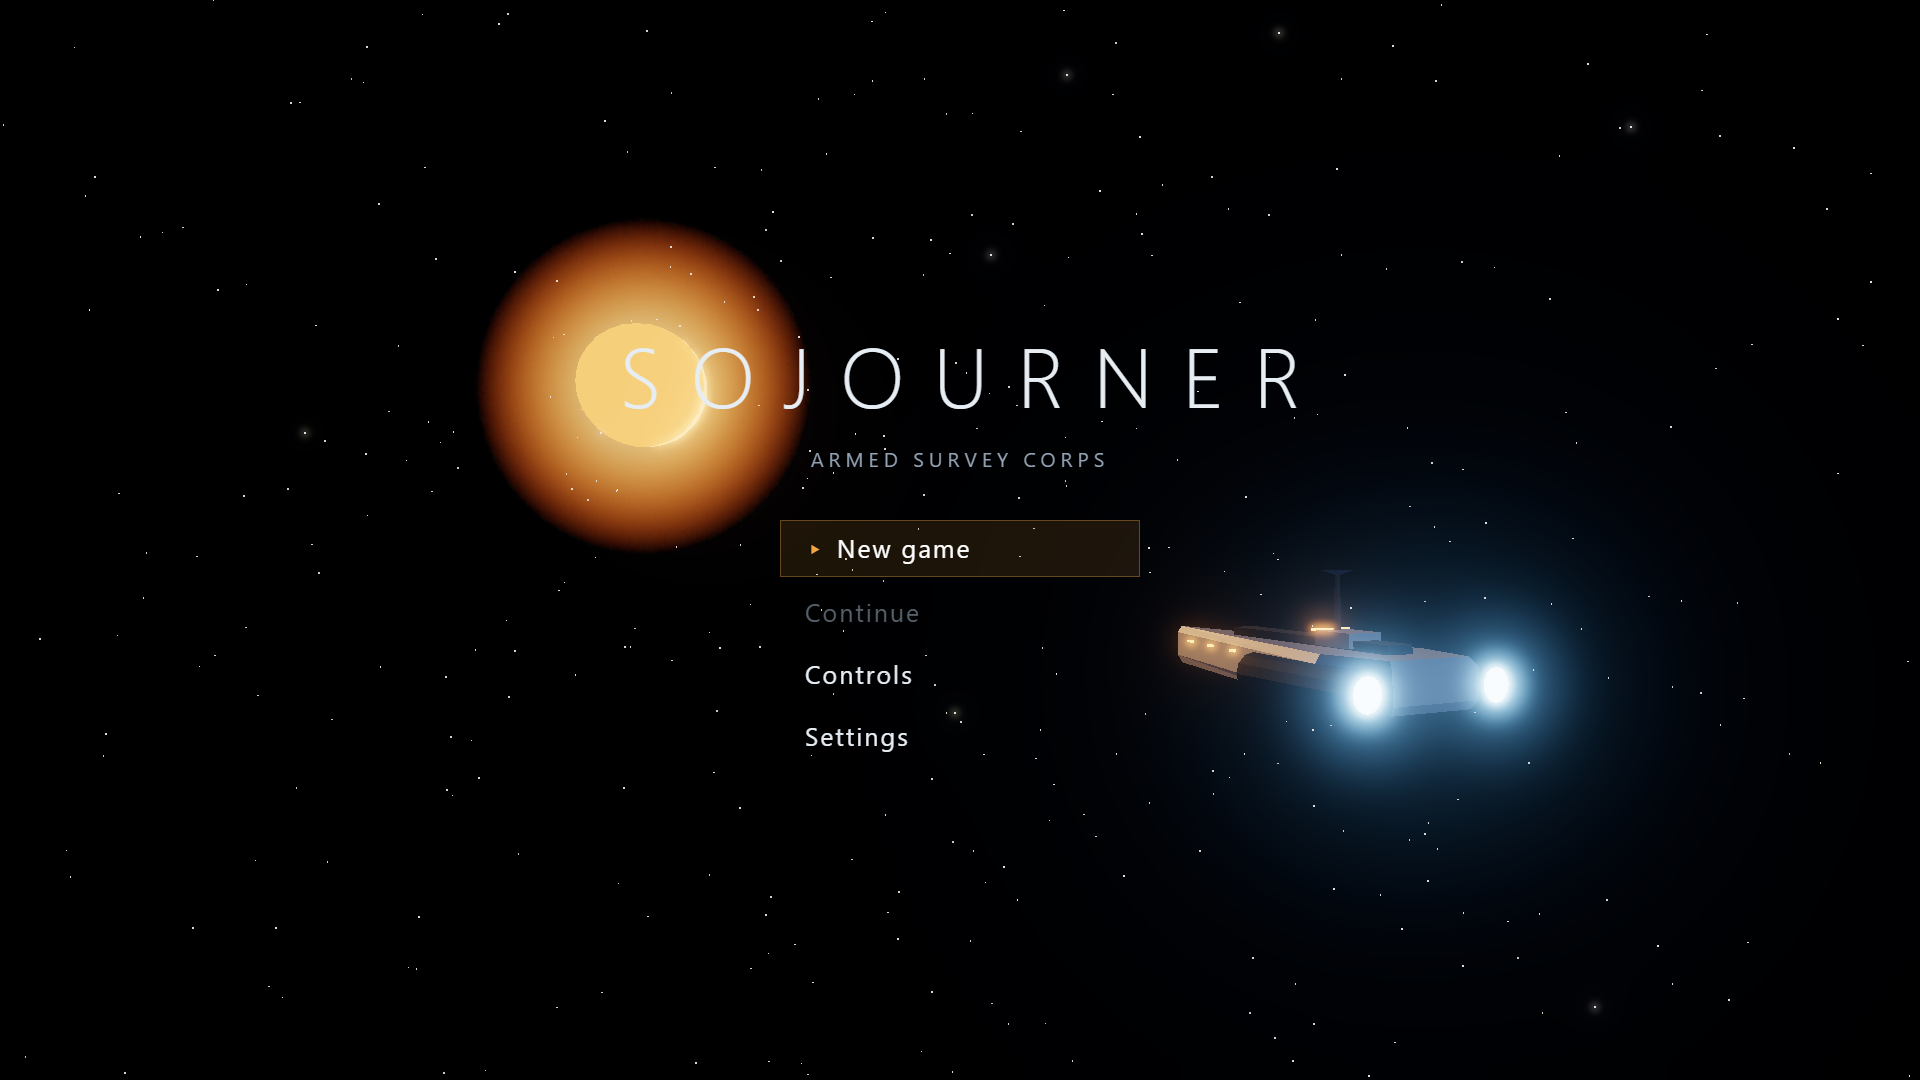 SOJOURNER
ARMED SURVEY CORPS
New game
Continue
Controls
Settings